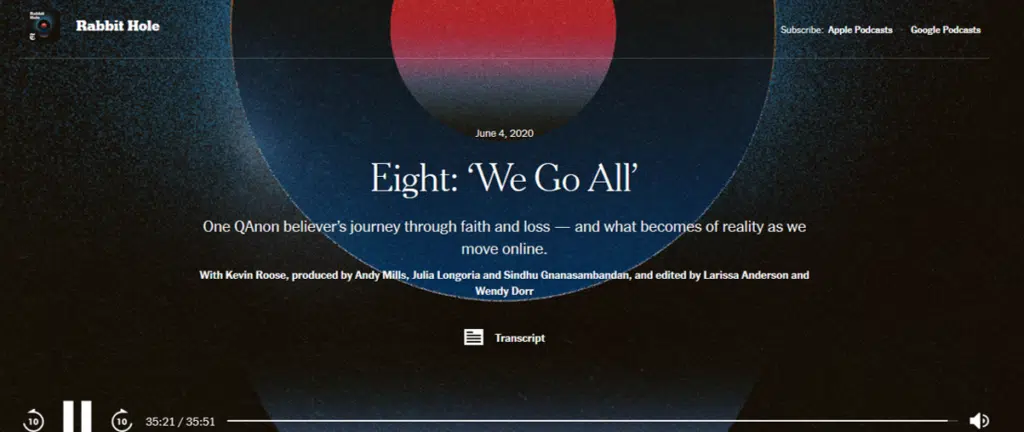 Rabbit Hole
Rabbit Hole
Subscribe: Apple Podcasts Google Podcasts
June 4, 2020
Eight: ‘We Go All’
One QAnon believer’s journey through faith and loss — and what becomes of reality as we
move online.
With Kevin Roose, produced by Andy Mills, Julia Longoria and Sindhu Gnanasambandan, and edited by Larissa Anderson and
Wendy Dorr
Transcript
10 10 35:21 / 35:51